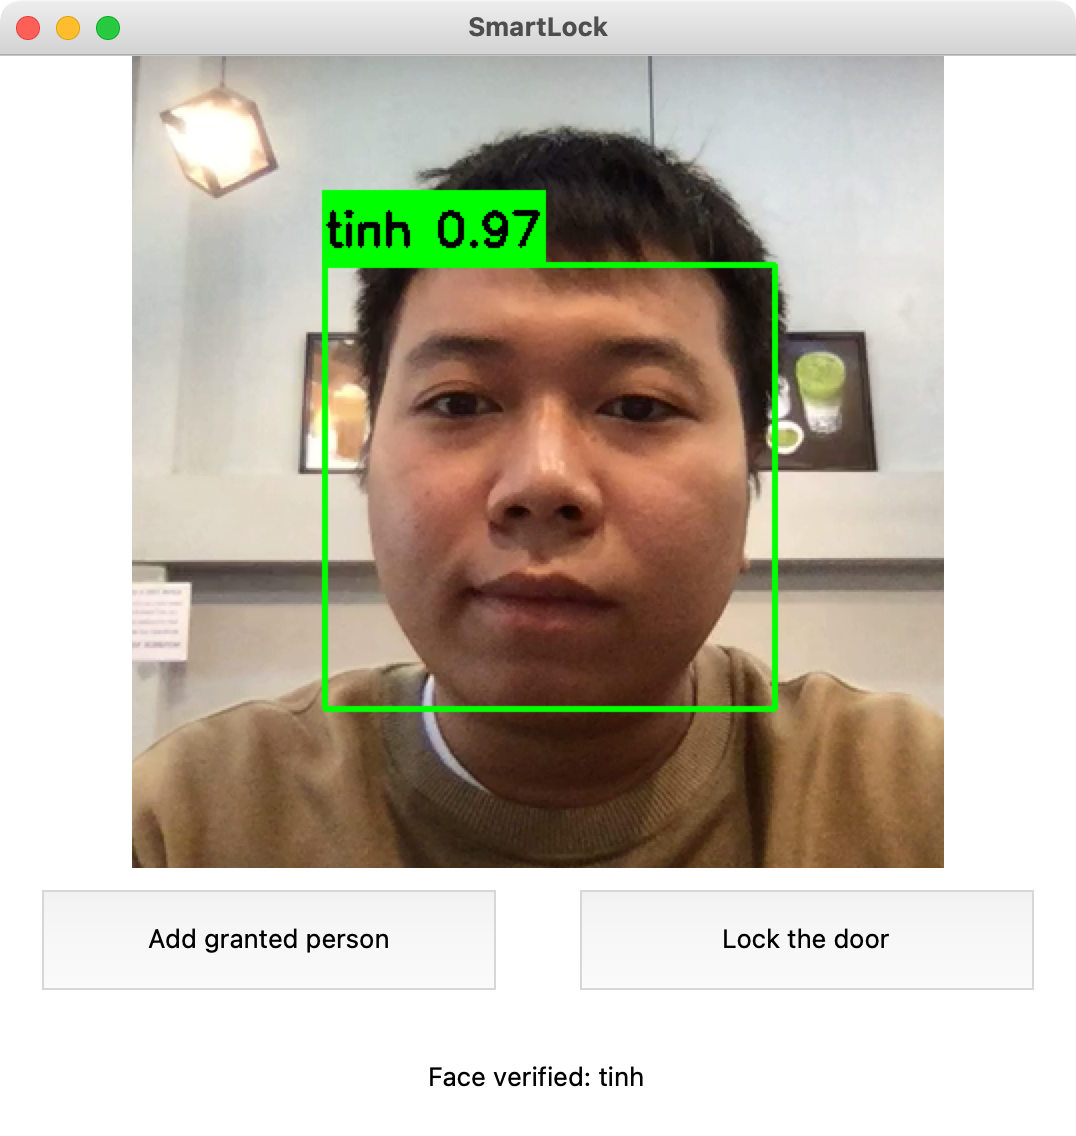 SmartLock
tinh 0.97
Add granted person
Lock the door
Face verified: tinh